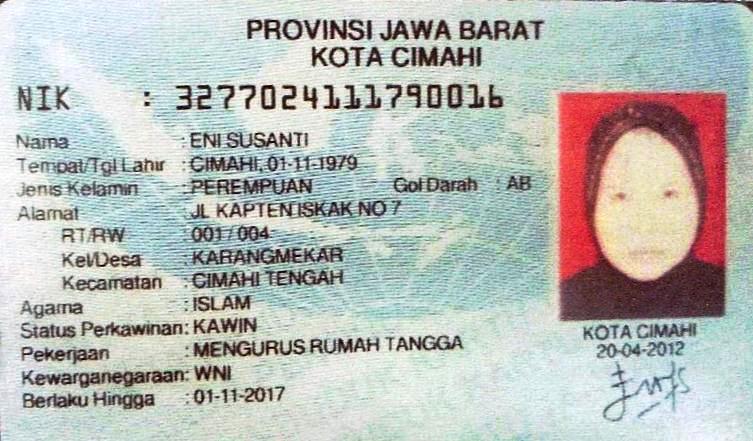 PROVINSI JAWA BARAT
KOTA CIMAHI
NIK : 3277024111790016
Nama : ENI SUSANTI
Tempat/Tgl Lahir : CIMAHI, 01-11-1979
Jenis Kelamin : PEREMPUAN Gol Darah : AB
Alamat : JL KAPTEN ISKAK NO 7
RT/RW : 001 / 004
Kel/Desa : KARANGMEKAR
Kecamatan : CIMAHI TENGAH
Agama : ISLAM
Status Perkawinan: KAWIN
Pekerjaan : MENGURUS RUMAH TANGGA
Kewarganegaraan: WNI
Berlaku Hingga : 01-11-2017
KOTA CIMAHI
20-04-2012